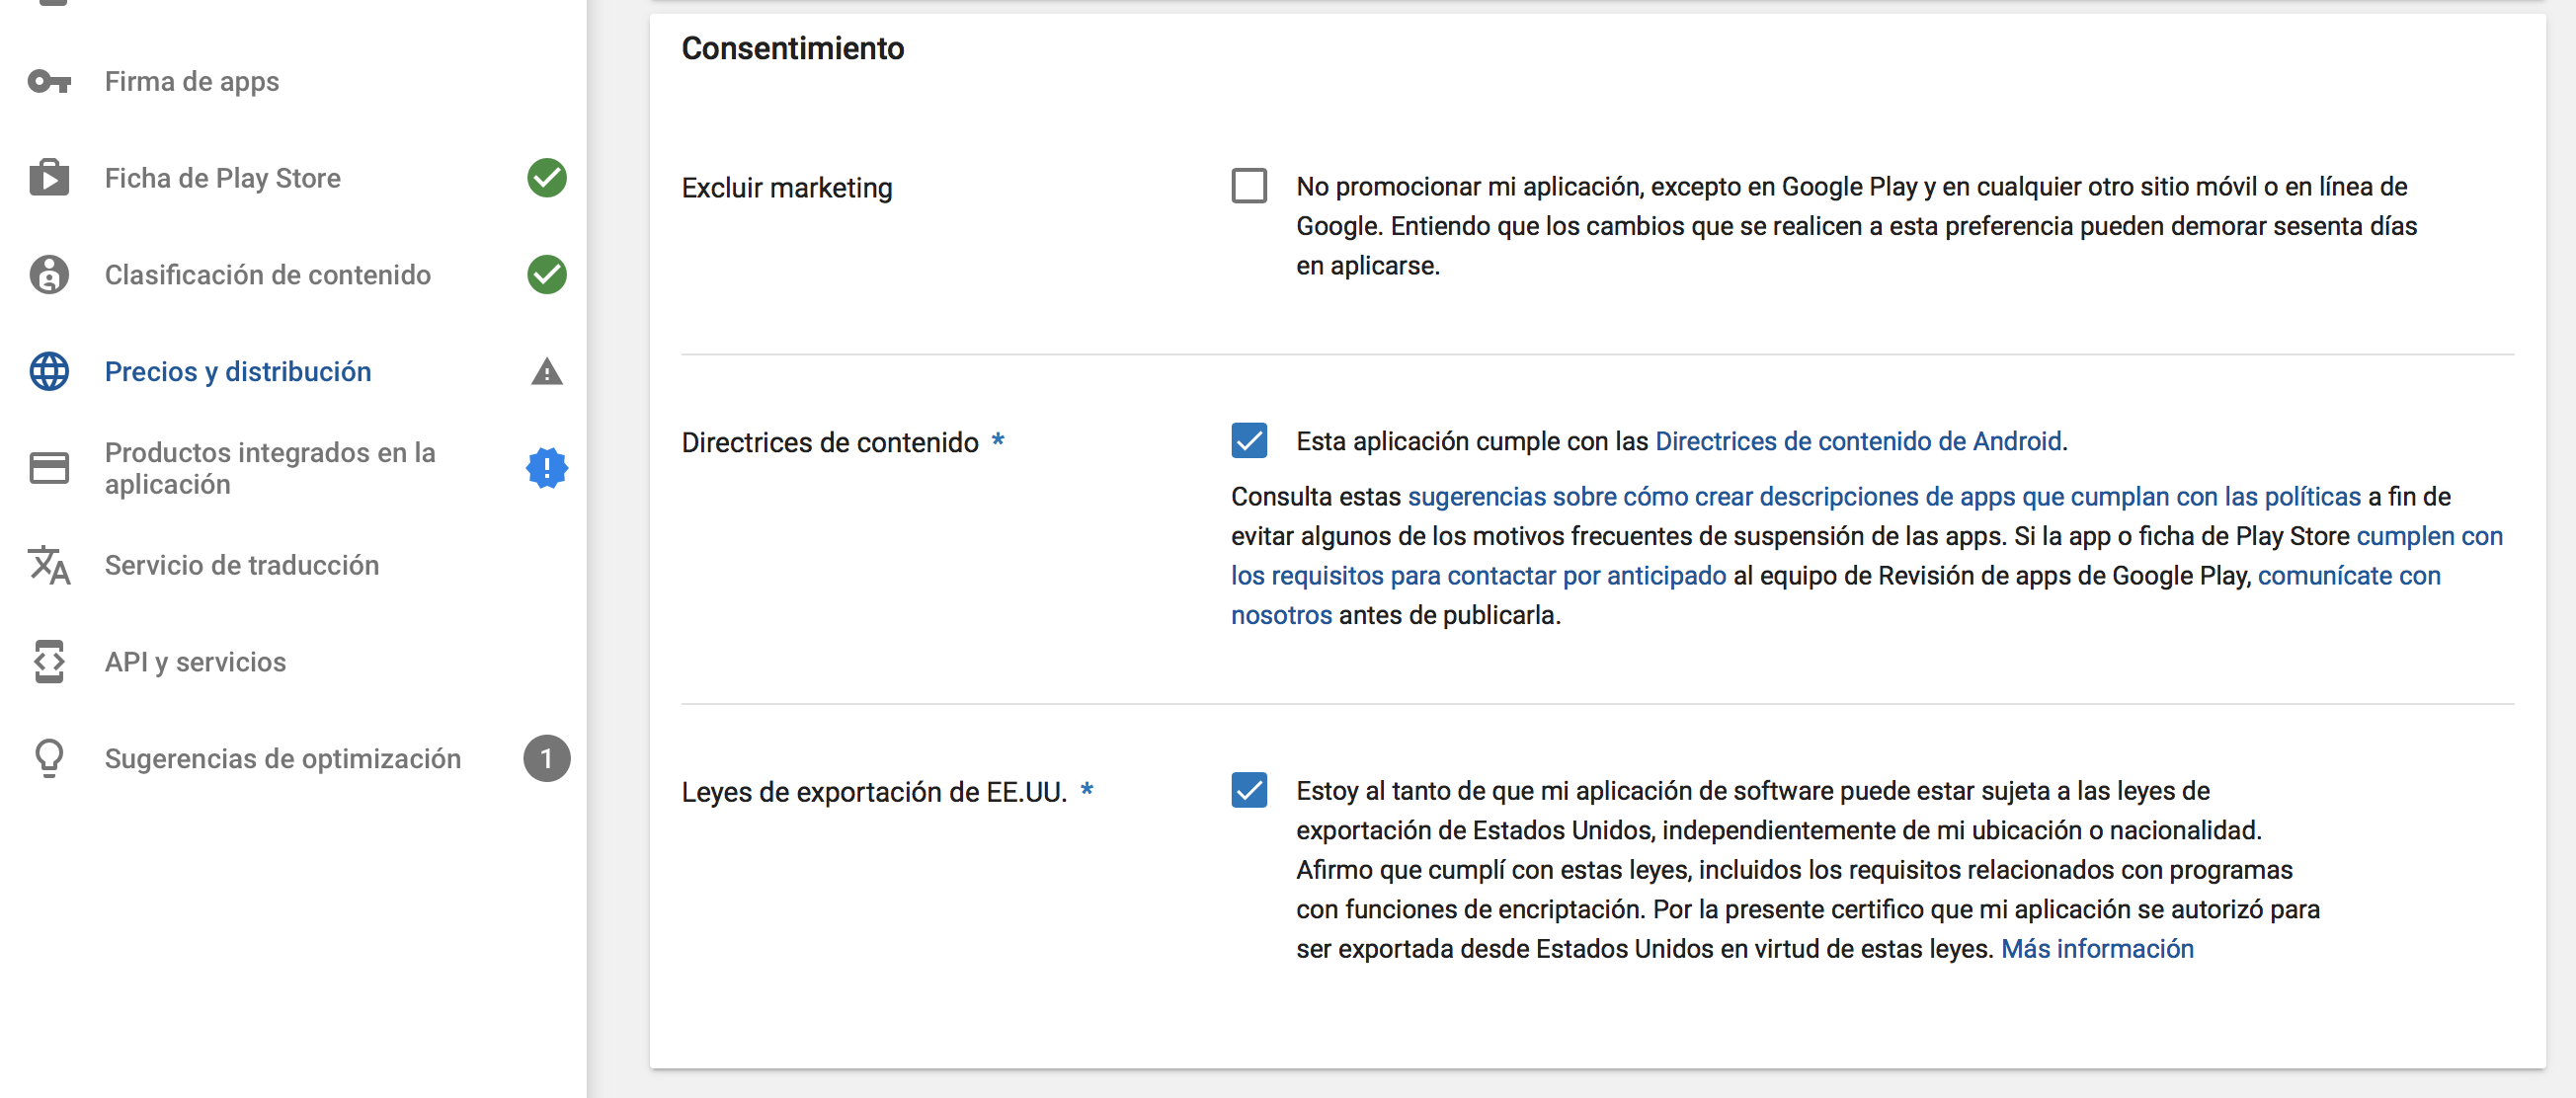 Firma de apps
Ficha de Play Store
Clasificación de contenido
Precios y distribución
Productos integrados en la
aplicación
Servicio de traducción
API y servicios
Sugerencias de optimización 1
Consentimiento
Excluir marketing
No promocionar mi aplicación, excepto en Google Play y en cualquier otro sitio móvil o en línea de
Google. Entiendo que los cambios que se realicen a esta preferencia pueden demorar sesenta días
en aplicarse.
Directrices de contenido *
Esta aplicación cumple con las Directrices de contenido de Android.
Consulta estas sugerencias sobre cómo crear descripciones de apps que cumplan con las políticas a fin de
evitar algunos de los motivos frecuentes de suspensión de las apps. Si la app o ficha de Play Store cumplen con
los requisitos para contactar por anticipado al equipo de Revisión de apps de Google Play, comunícate con
nosotros antes de publicarla.
Leyes de exportación de EE.UU. *
Estoy al tanto de que mi aplicación de software puede estar sujeta a las leyes de
exportación de Estados Unidos, independientemente de mi ubicación o nacionalidad.
Afirmo que cumplí con estas leyes, incluidos los requisitos relacionados con programas
con funciones de encriptación. Por la presente certifico que mi aplicación se autorizó para
ser exportada desde Estados Unidos en virtud de estas leyes. Más información